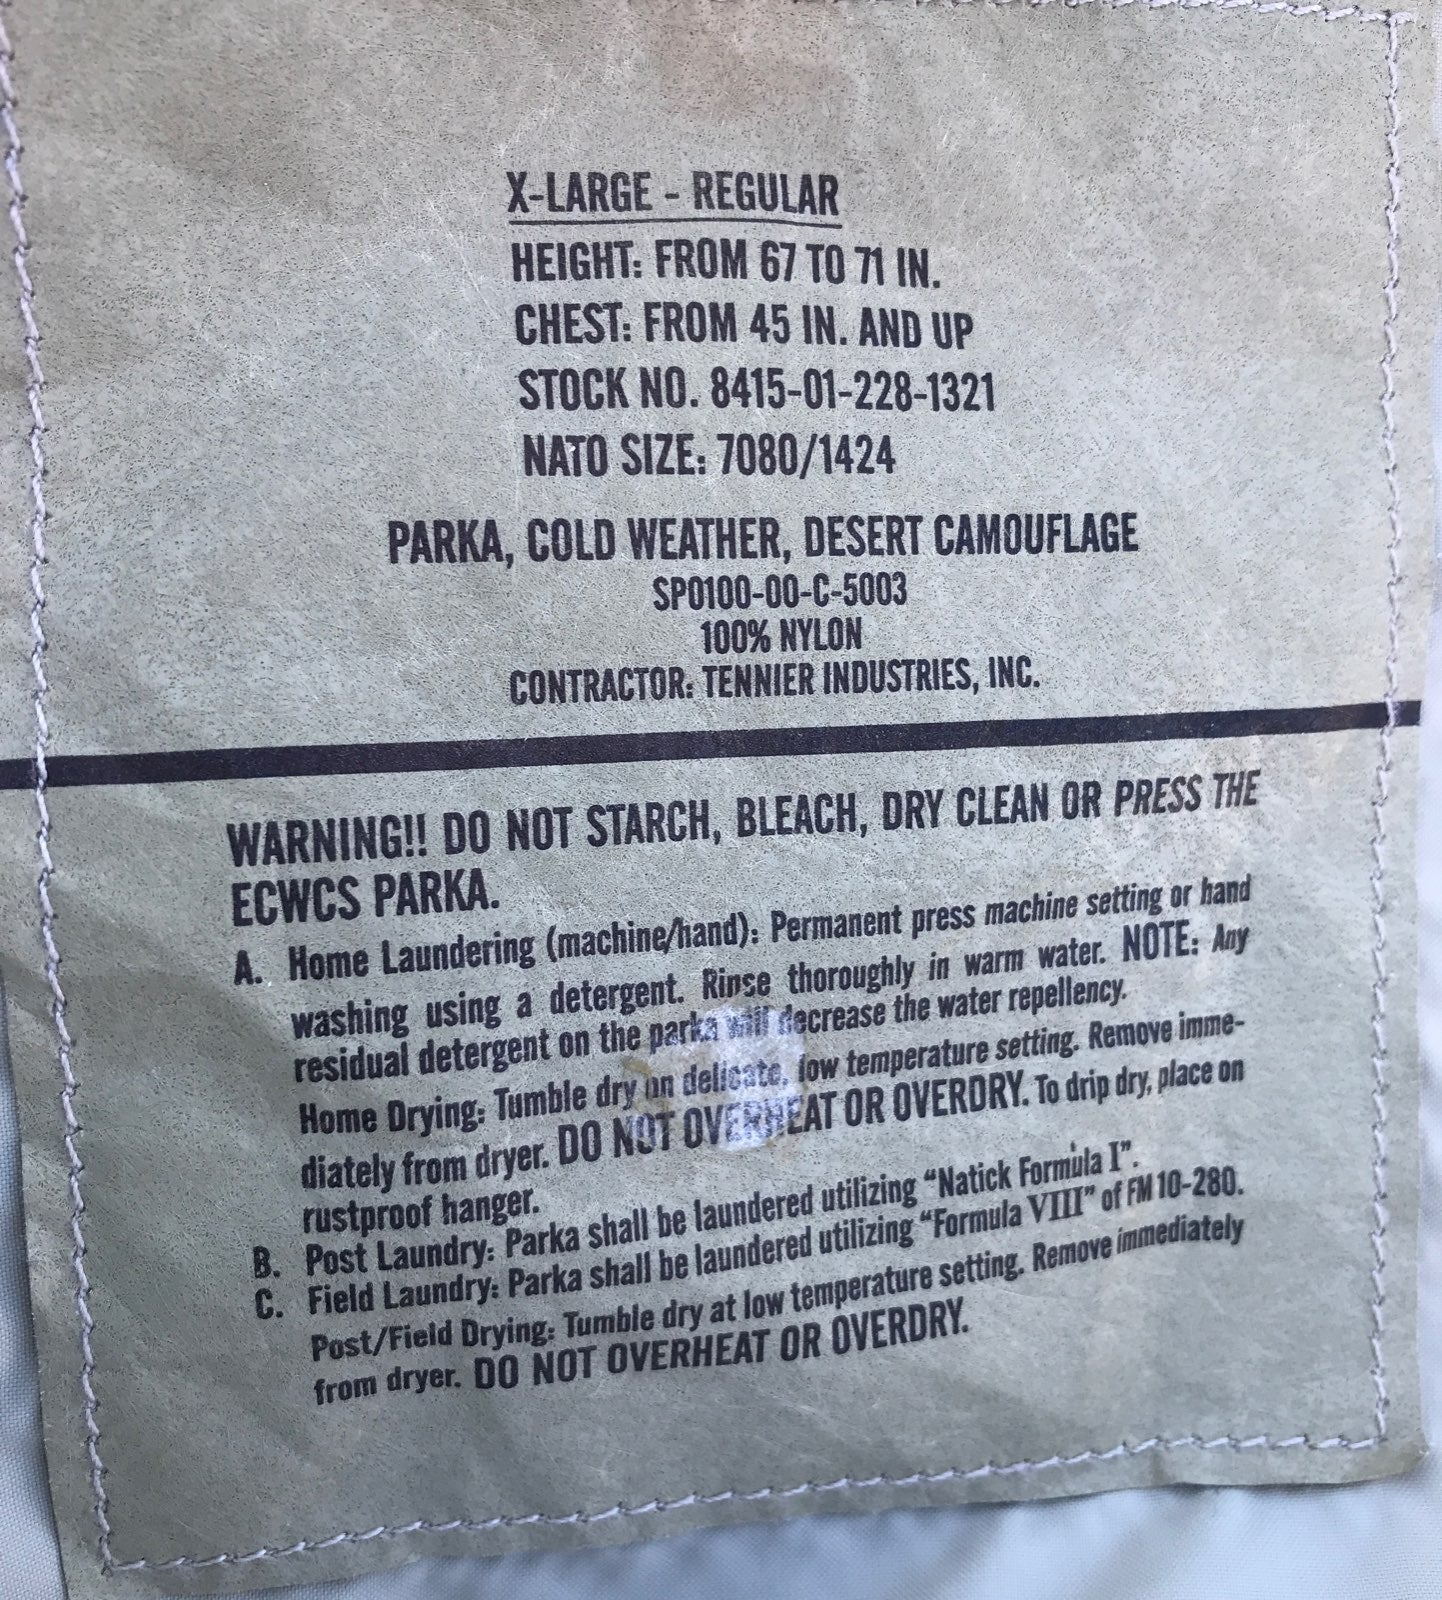 X-LARGE - REGULAR
HEIGHT: FROM 67 TO 71 IN.
CHEST: FROM 45 IN. AND UP
STOCK NO. 8415-01-228-1321
NATO SIZE: 7080/1424
PARKA, COLD WEATHER, DESERT CAMOUFLAGE
SP0100-00-C-5003
100% NYLON
CONTRACTOR: TENNIER INDUSTRIES, INC.
WARNING!! DO NOT STARCH, BLEACH, DRY CLEAN OR PRESS THE
ECWCS PARKA.
A. Home Laundering (machine/hand): Permanent press machine setting or hand
washing using a detergent. Rinse thoroughly in warm water. NOTE: Any
residual detergent on the parka will decrease the water repellency.
Home Drying: Tumble dry on delicate, low temperature setting. Remove imme-
diately from dryer. DO NOT OVERHEAT OR OVERDRY. To drip dry, place on
rustproof hanger.
B. Post Laundry: Parka shall be laundered utilizing “Natick Formula I”.
C. Field Laundry: Parka shall be laundered utilizing “Formula VIII” of FM 10-280.
Post/Field Drying: Tumble dry at low temperature setting. Remove immediately
from dryer. DO NOT OVERHEAT OR OVERDRY.